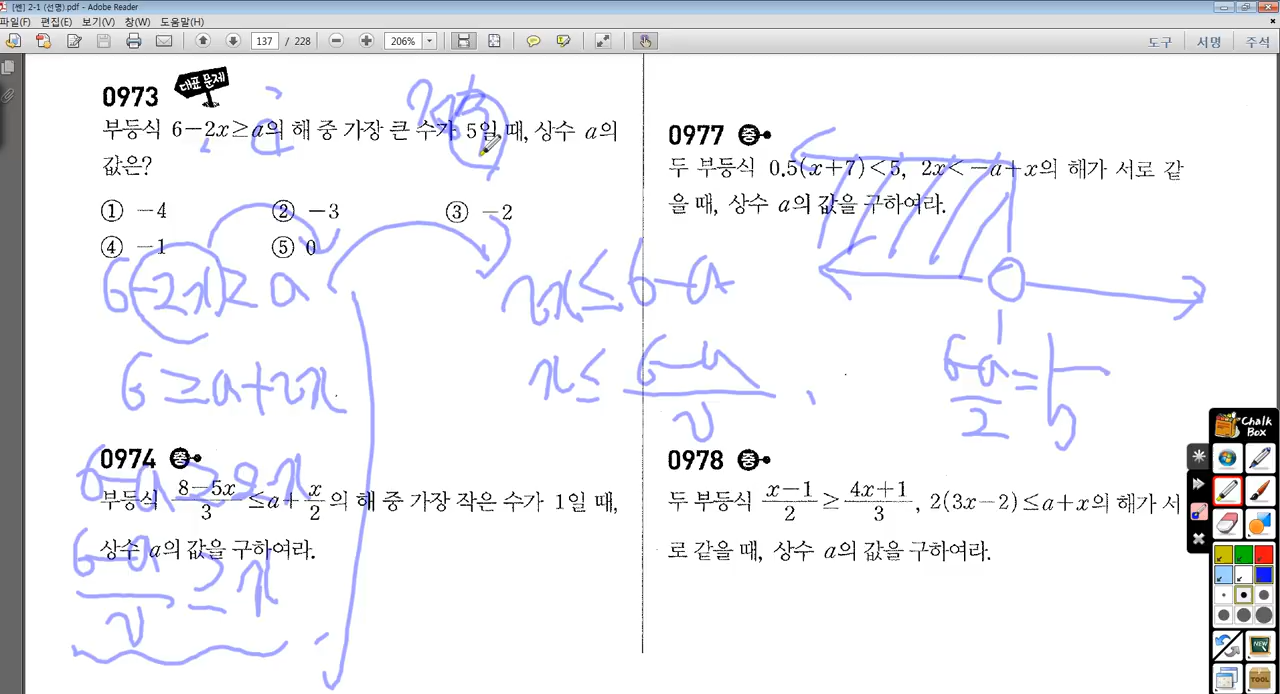 [쎈] 2-1 (선명).pdf - Adobe Reader
파일(F) 편집(E) 보기(V) 창(W) 도움말(H)
137 / 228 206% 도구 서명 주석
0973 대표 문제
부등식 6-2x≥a의 해 중 가장 큰 수가 5일 때, 상수 a의
값은?
① -4 ② -3 ③ -2
④ -1 ⑤ 0
6-2x≥a
6≥a+2x
6-a≥2x
6-a/2≥x
2x≤6-a
x≤6-a/2
0974 중
부등식 8-5x/3≤a+x/2의 해 중 가장 작은 수가 1일 때,
상수 a의 값을 구하여라.
0977 중
두 부등식 0.5(x+7)<5, 2x<-a+x의 해가 서로 같
을 때, 상수 a의 값을 구하여라.
6-a/2=5
0978 중
두 부등식 x-1/2≥4x+1/3, 2(3x-2)≤a+x의 해가 서
로 같을 때, 상수 a의 값을 구하여라.
Chalk
Box
NEW
TOOL